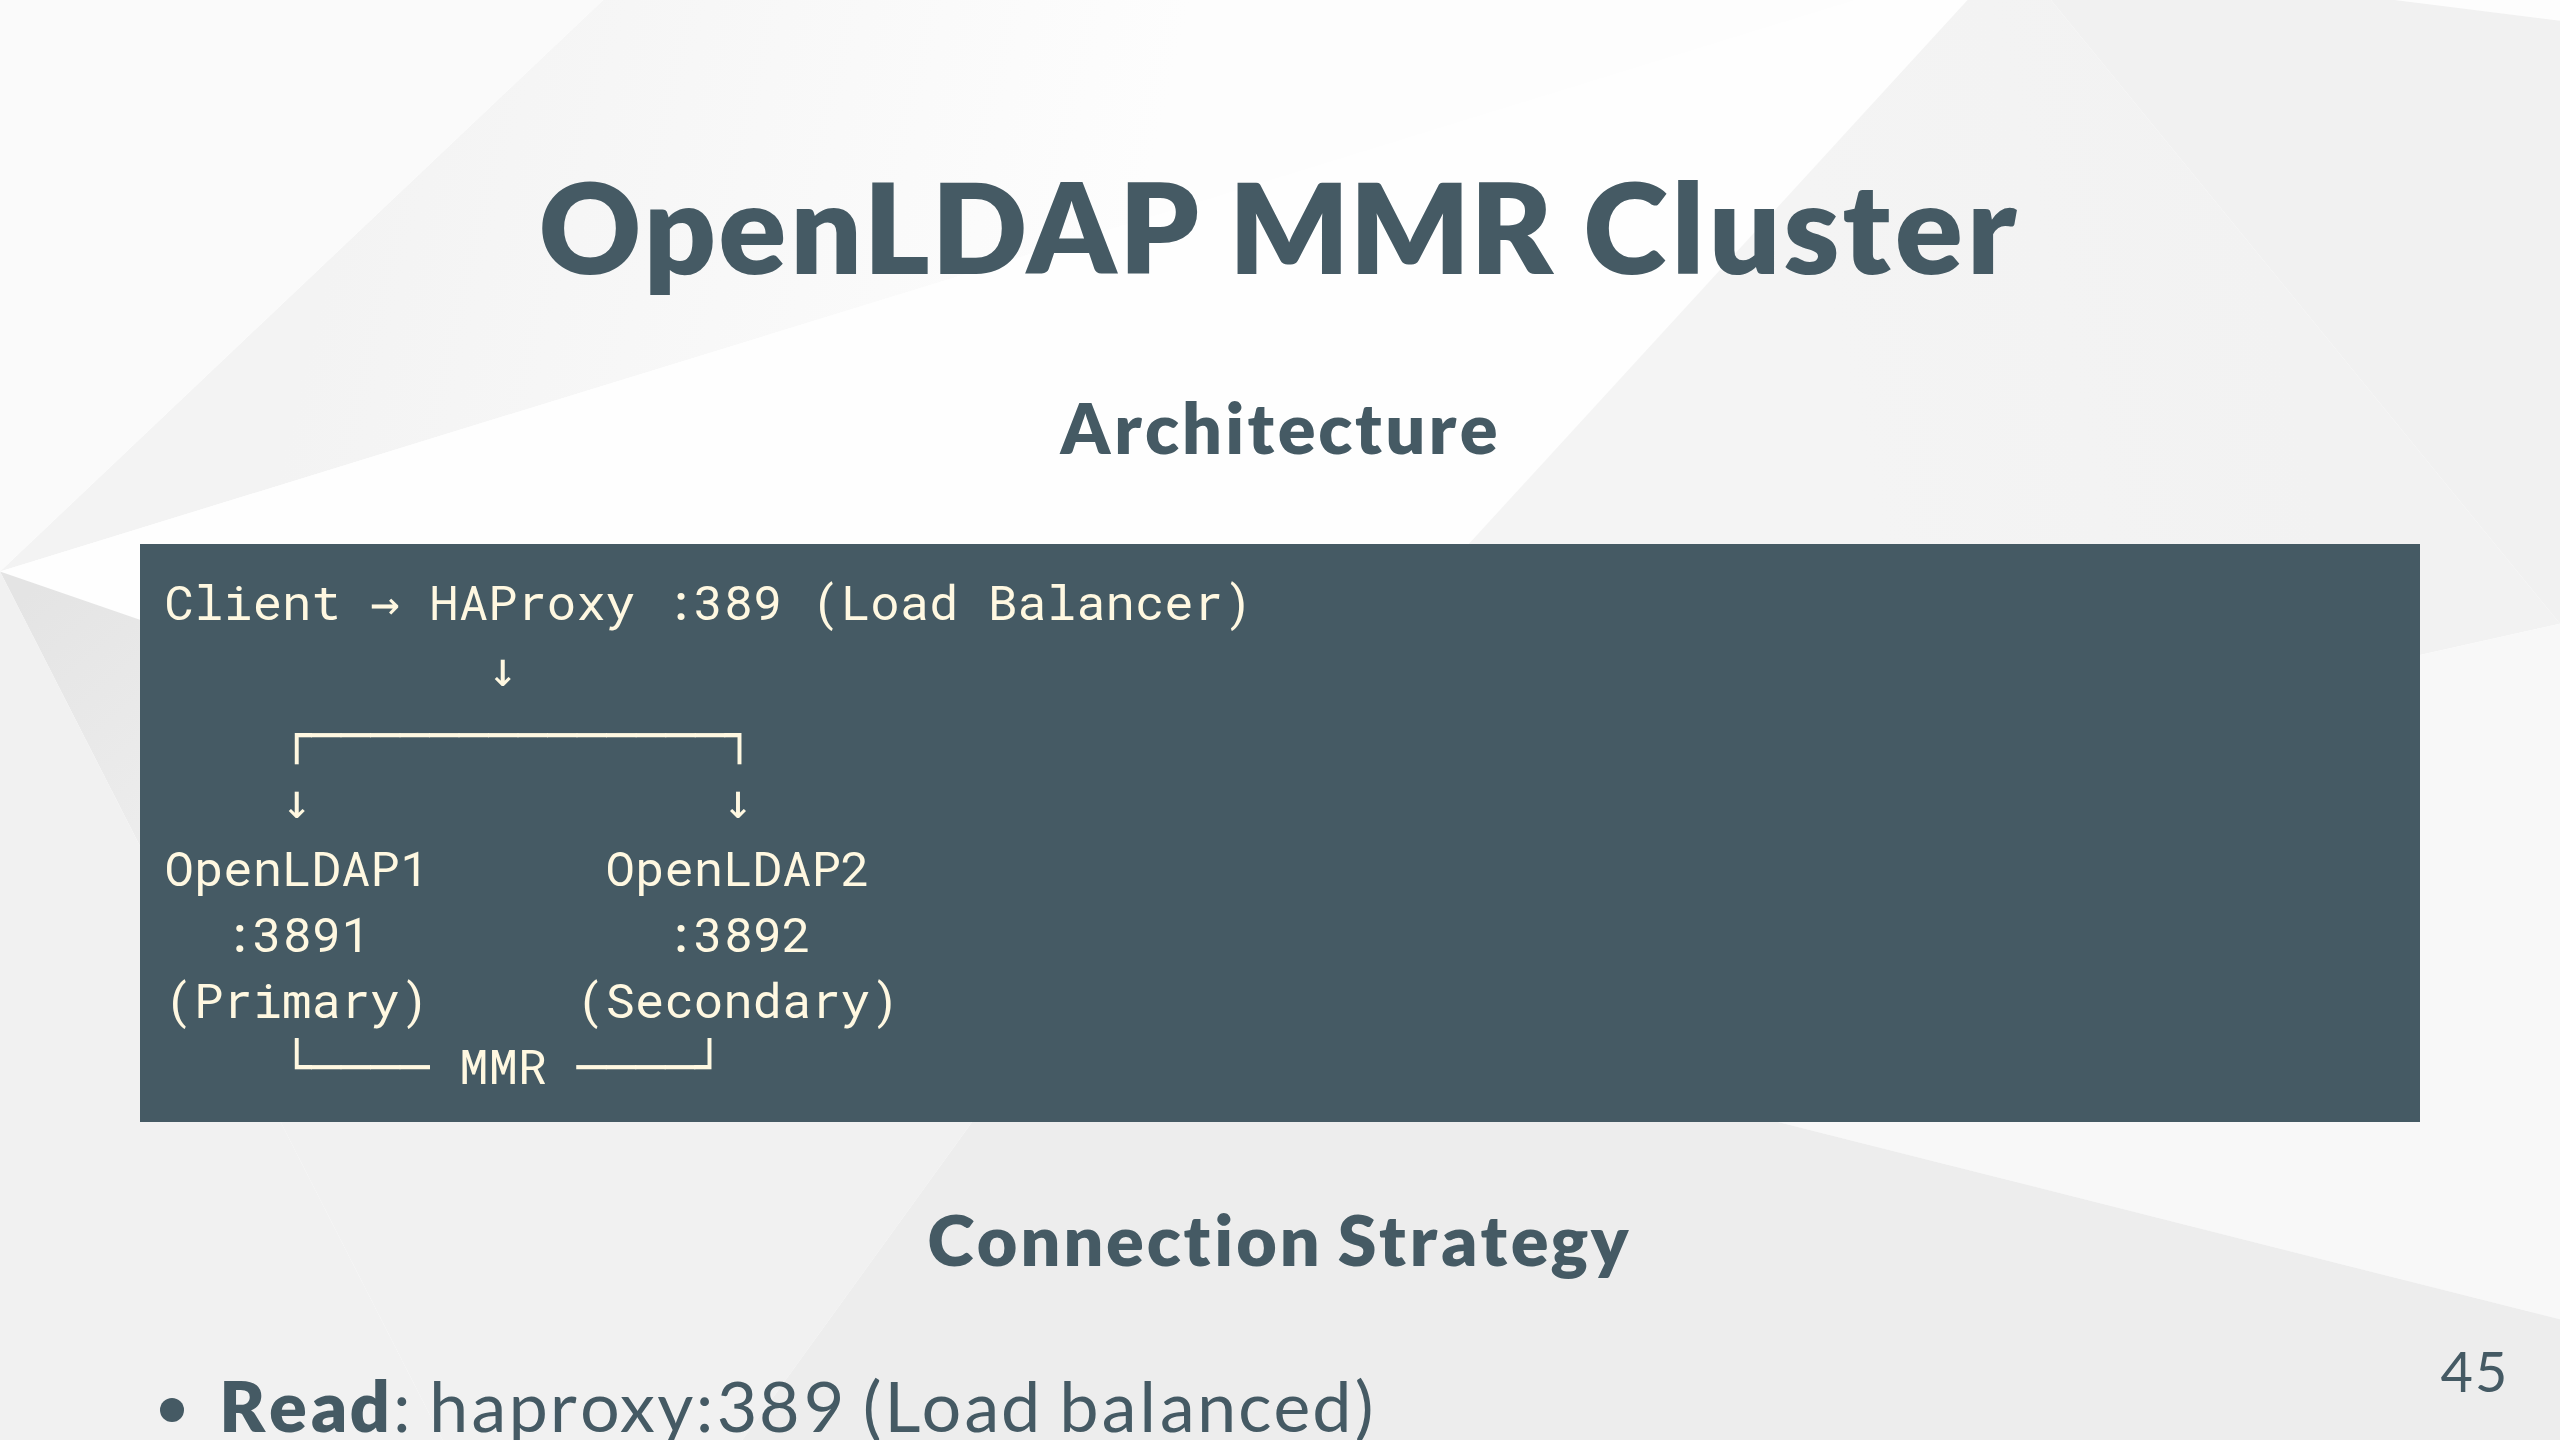 OpenLDAP MMR Cluster
Architecture
Client → HAProxy :389 (Load Balancer)
↓
┌──────────────┐
↓ ↓
OpenLDAP1 OpenLDAP2
:3891 :3892
(Primary) (Secondary)
└──── MMR ────┘
Connection Strategy
• Read: haproxy:389 (Load balanced)
45